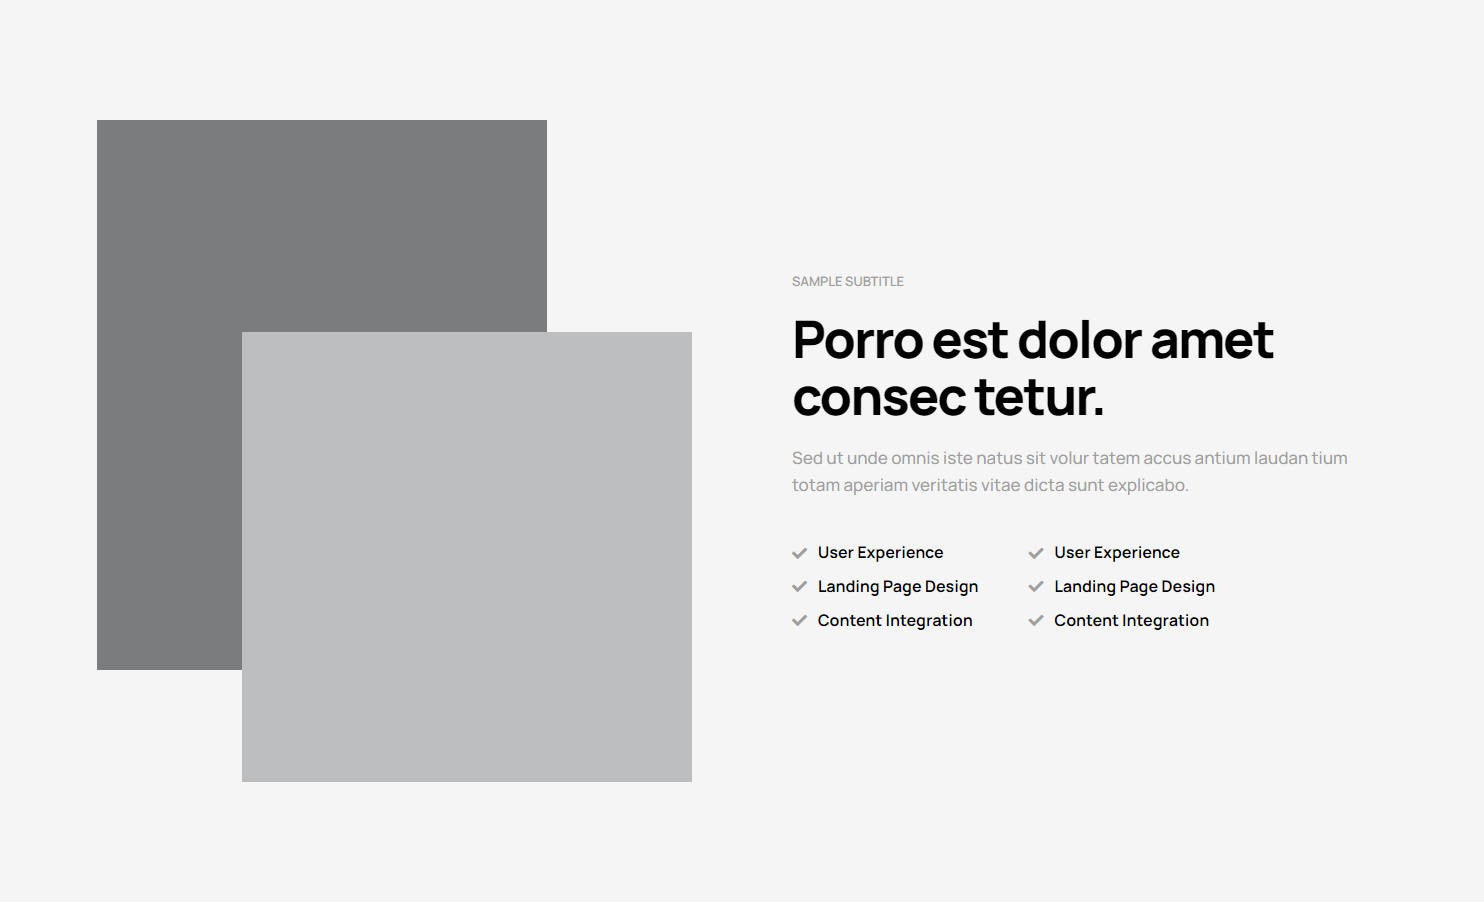 SAMPLE SUBTITLE
Porro est dolor amet
consec tetur.
Sed ut unde omnis iste natus sit volur tatem accus antium laudan tium
totam aperiam veritatis vitae dicta sunt explicabo.
User Experience
Landing Page Design
Content Integration
User Experience
Landing Page Design
Content Integration